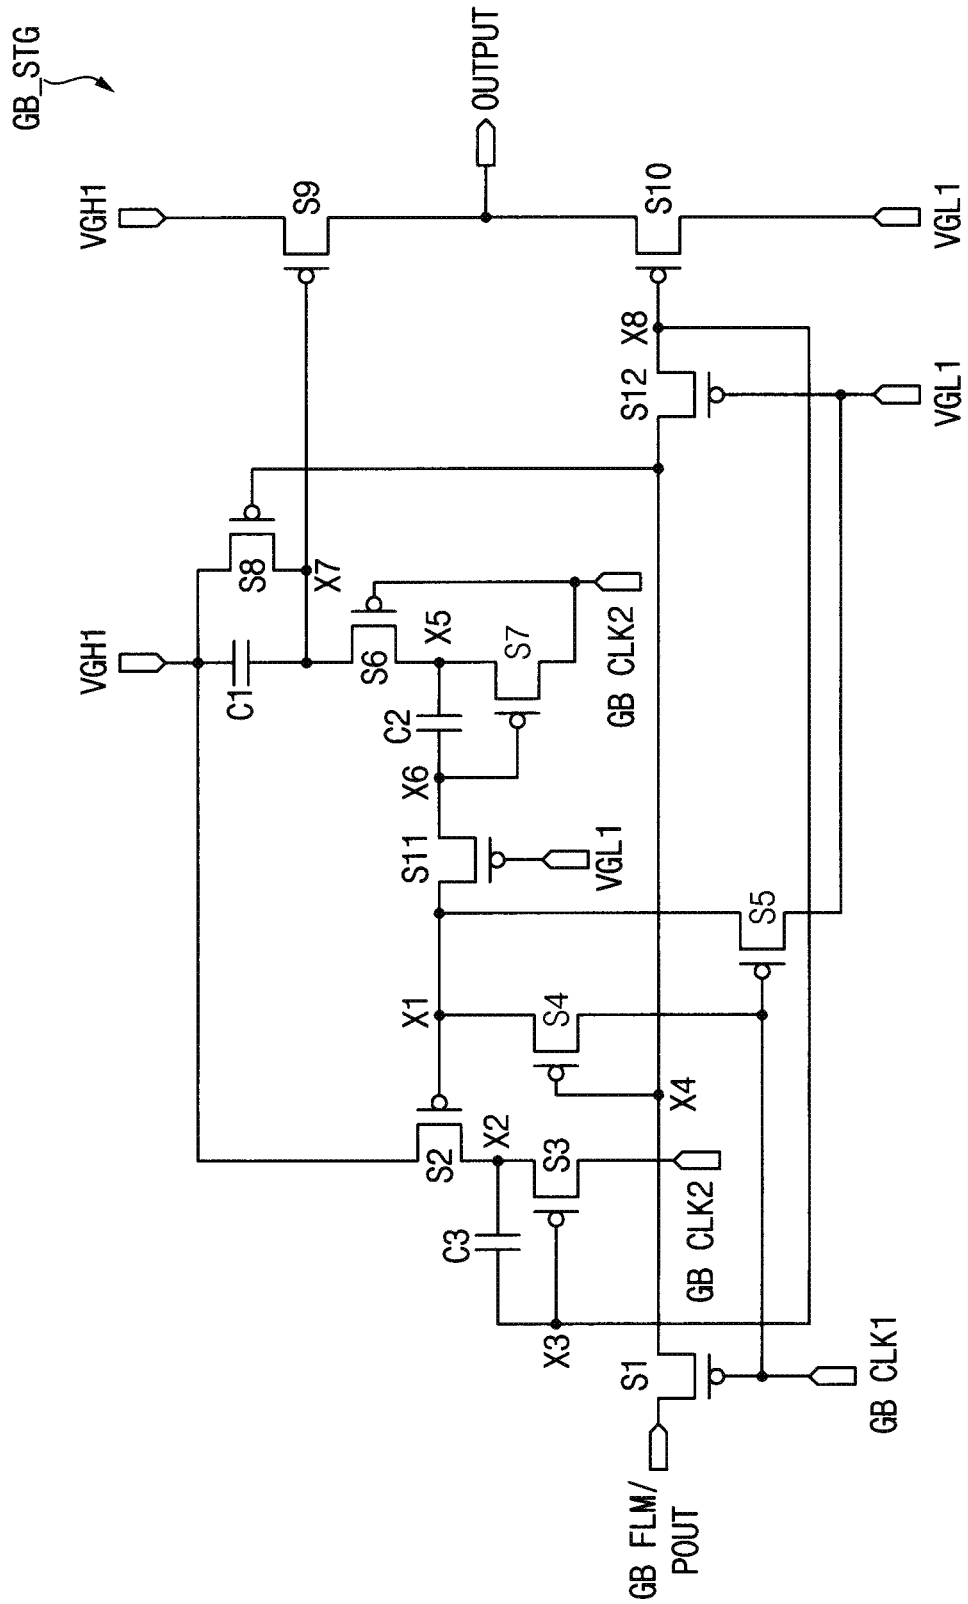 GB_STG
VGH1
VGH1
C1
S8
X7
S9
OUTPUT
S2
X1
S11
X6
C2
S6
X5
S7
GB CLK2
C3
X2
S3
S4
VGL1
X3
GB CLK2
X4
S12
X8
S10
GB FLM/
POUT
S1
S5
GB CLK1
VGL1
VGL1